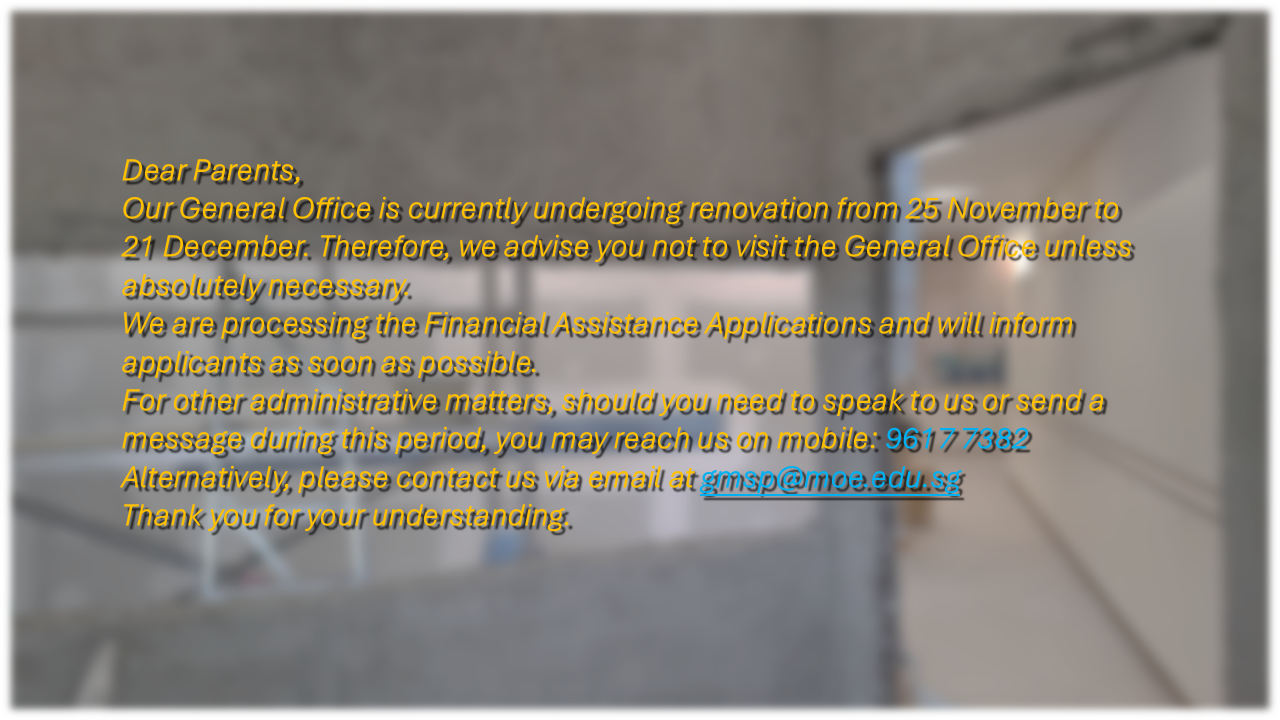 Dear Parents,
Our General Office is currently undergoing renovation from 25 November to
21 December. Therefore, we advise you not to visit the General Office unless
absolutely necessary.
We are processing the Financial Assistance Applications and will inform
applicants as soon as possible.
For other administrative matters, should you need to speak to us or send a
message during this period, you may reach us on mobile: 9617 7382
Alternatively, please contact us via email at gmsp@moe.edu.sg
Thank you for your understanding.